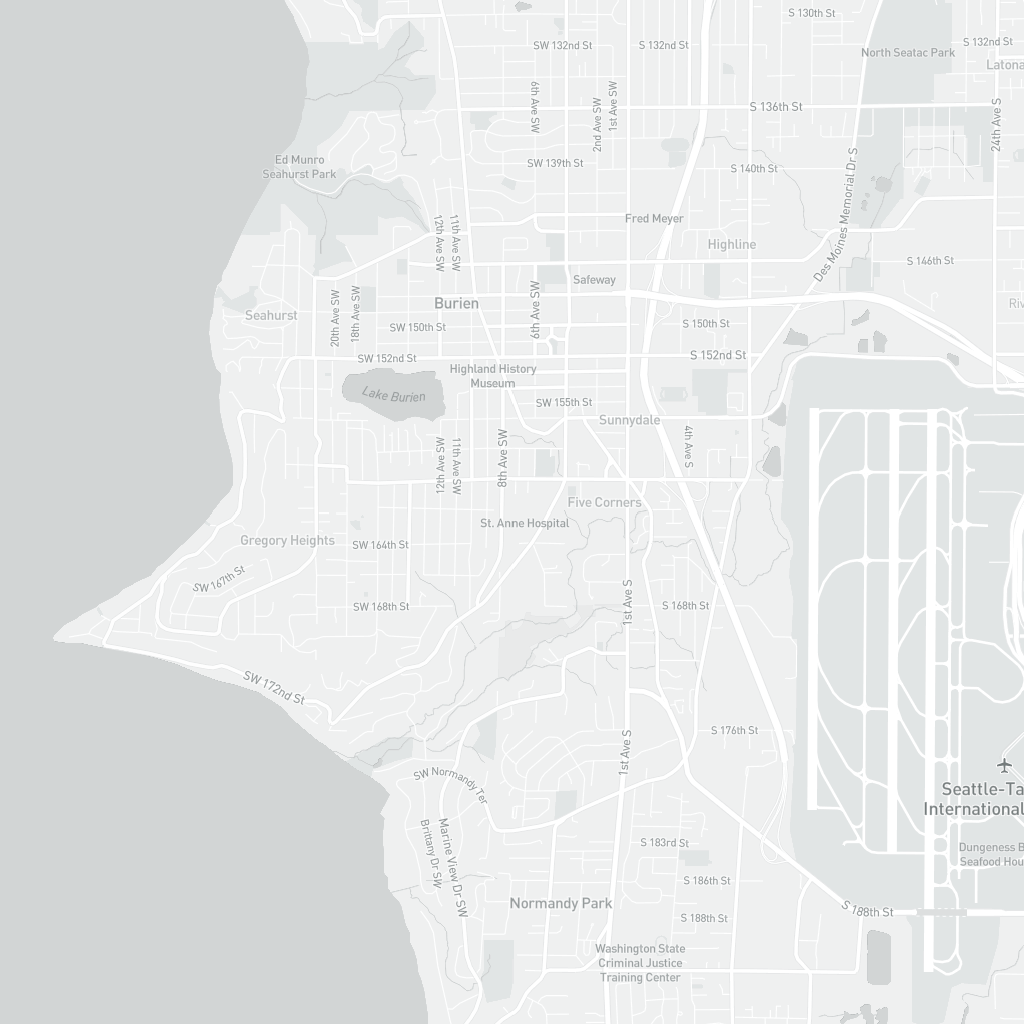 S 130th St
SW 132nd St
S 132nd St
S 132nd St
North Seatac Park
Latona
6th Ave SW
2nd Ave SW
1st Ave SW
S 136th St
24th Ave S
Ed Munro
Seahurst Park
SW 139th St
S 140th St
Des Moines Memorial Dr S
12th Ave SW
11th Ave SW
Fred Meyer
Highline
S 146th St
Safeway
20th Ave SW
18th Ave SW
Burien
6th Ave SW
Riv
Seahurst
SW 150th St
S 150th St
SW 152nd St
S 152nd St
Highland History
Museum
Lake Burien
SW 155th St
Sunnydale
4th Ave S
12th Ave SW
11th Ave SW
8th Ave SW
Five Corners
St. Anne Hospital
Gregory Heights
SW 164th St
SW 167th St
SW 168th St
1st Ave S
S 168th St
SW 172nd St
S 176th St
1st Ave S
SW Normandy Ter
Seattle-Ta
International
Marine View Dr SW
Brittany Dr SW
S 183rd St
Dungeness B
Seafood Hou
S 186th St
Normandy Park
S 188th St
S 188th St
Washington State
Criminal Justice
Training Center